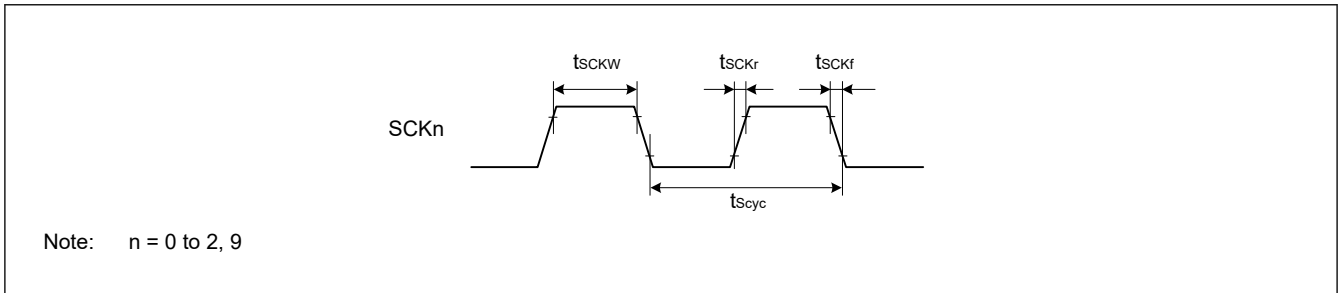 tSCKW tSCKr tSCKf
SCKn
tScyc
Note: n = 0 to 2, 9